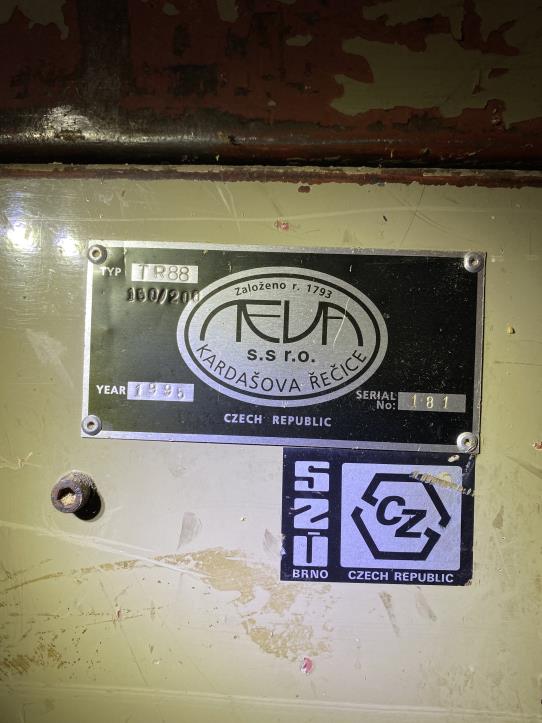 TYP TR88
160/200
Založeno r. 1793
NEVA
s.s r.o.
KARDAŠOVA ŘEČICE
YEAR 1995
SERIAL No: 181
CZECH REPUBLIC
SZÚ
BRNO
CZ
CZECH REPUBLIC